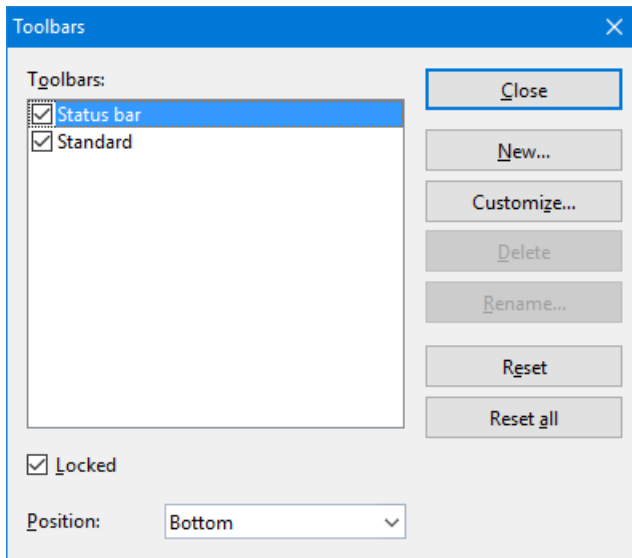 Toolbars
Toolbars:
Status bar
Standard
Close
New...
Customize...
Delete
Rename...
Reset
Reset all
Locked
Position:
Bottom